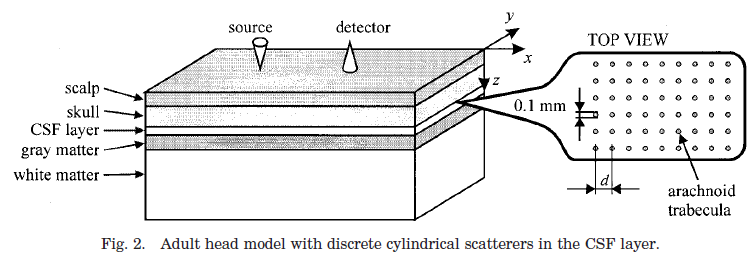 source
detector
y
x
z
TOP VIEW
scalp
skull
CSF layer
gray matter
white matter
0.1 mm
d
arachnoid
trabecula
Fig. 2. Adult head model with discrete cylindrical scatterers in the CSF layer.